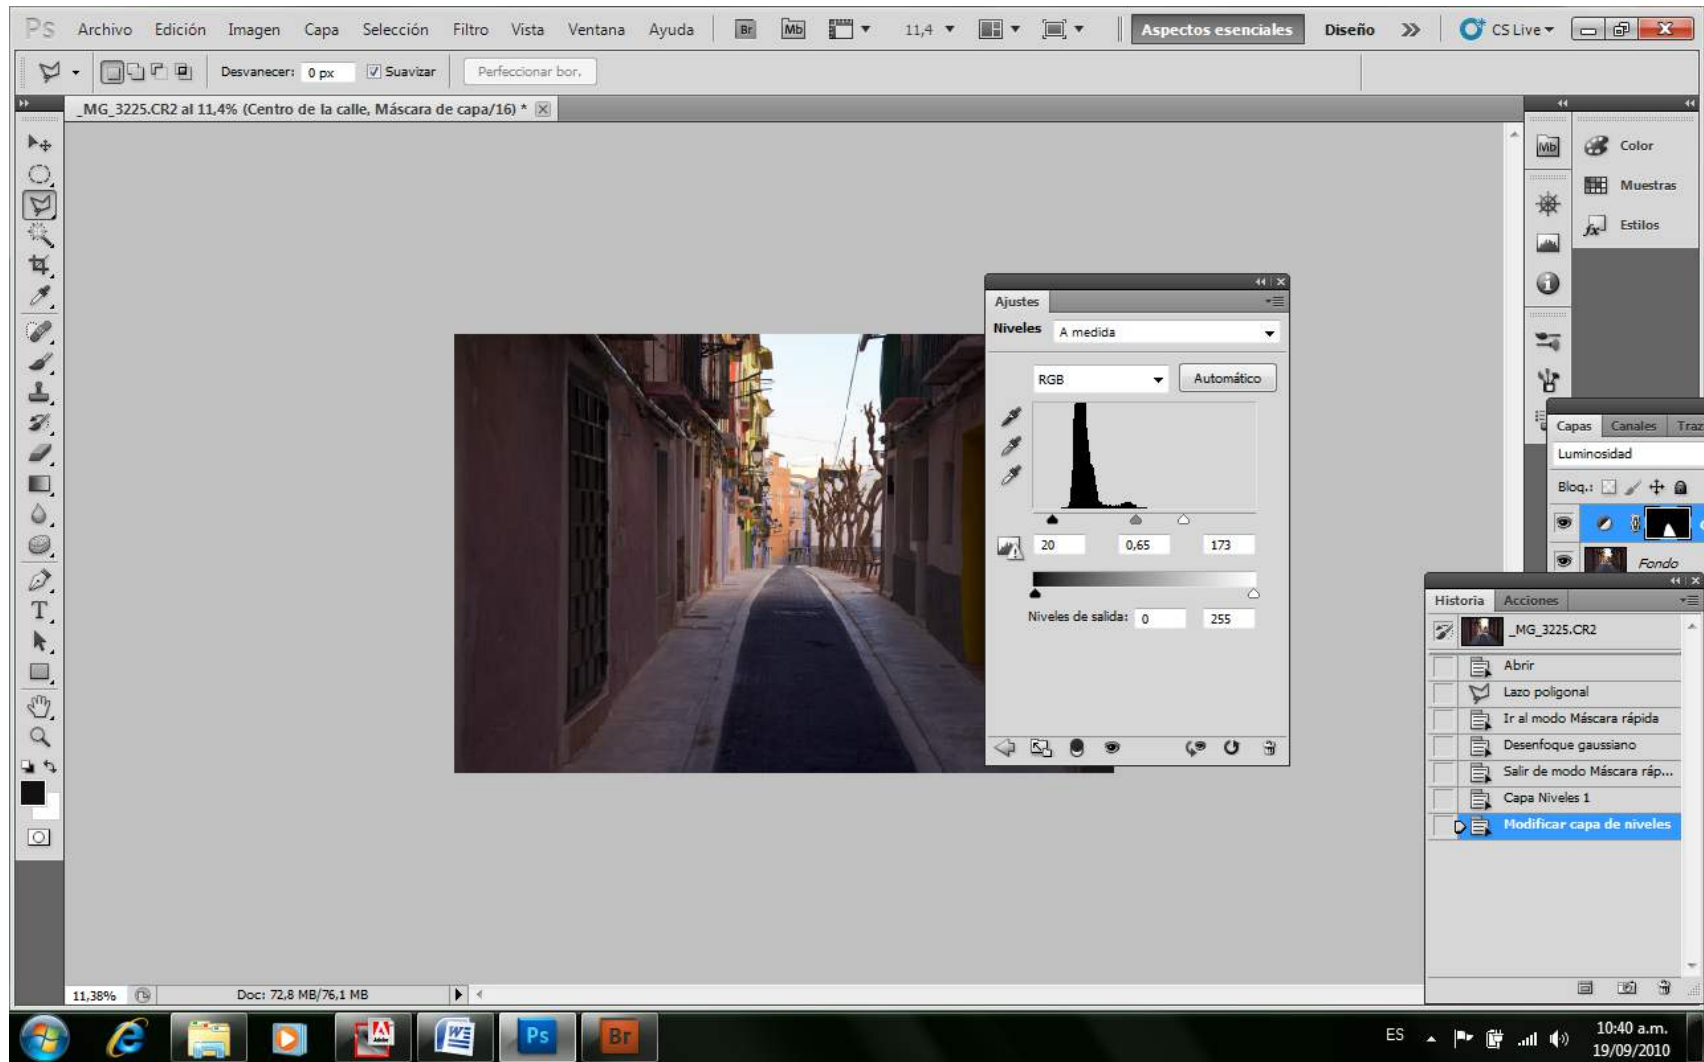 Ps Archivo Edición Imagen Capa Selección Filtro Vista Ventana Ayuda Br Mb 11,4 Aspectos esenciales Diseño CS Live
Desvanecer: 0 px Suavizar Perfeccionar bor.
_MG_3225.CR2 al 11,4% (Centro de la calle, Máscara de capa/16) *
Mb Color
Muestras
Estilos
Ajustes
Niveles A medida
RGB Automático
20 0,65 173
Niveles de salida: 0 255
Capas Canales Traz
Luminosidad
Bloq.:
Fondo
Historia Acciones
_MG_3225.CR2
Abrir
Lazo poligonal
Ir al modo Máscara rápida
Desenfoque gaussiano
Salir de modo Máscara ráp...
Capa Niveles 1
Modificar capa de niveles
11,38% Doc: 72,8 MB/76,1 MB
Adobe W Ps Br ES 10:40 a.m.
19/09/2010